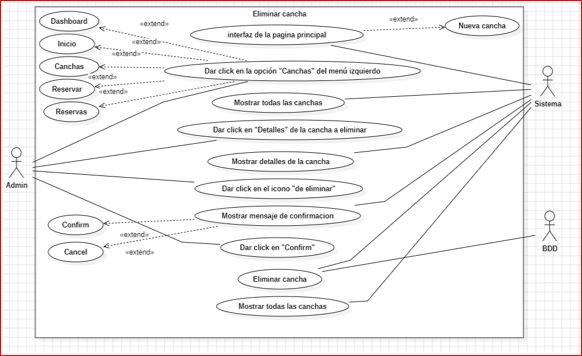 Eliminar cancha
Dashboard
«extend»
Nueva cancha
«extend»
interfaz de la pagina principal
Inicio
«extend»
«extend»
Canchas
Dar click en la opción "Canchas" del menú izquierdo
«extend»
Reservar
«extend»
Mostrar todas las canchas
Sistema
Reservas
Dar click en "Detalles" de la cancha a eliminar
Mostrar detalles de la cancha
Admin
Dar click en el icono "de eliminar"
Mostrar mensaje de confirmacion
Confirm
«extend»
Dar click en "Confirm"
BDD
Cancel
«extend»
Eliminar cancha
Mostrar todas las canchas